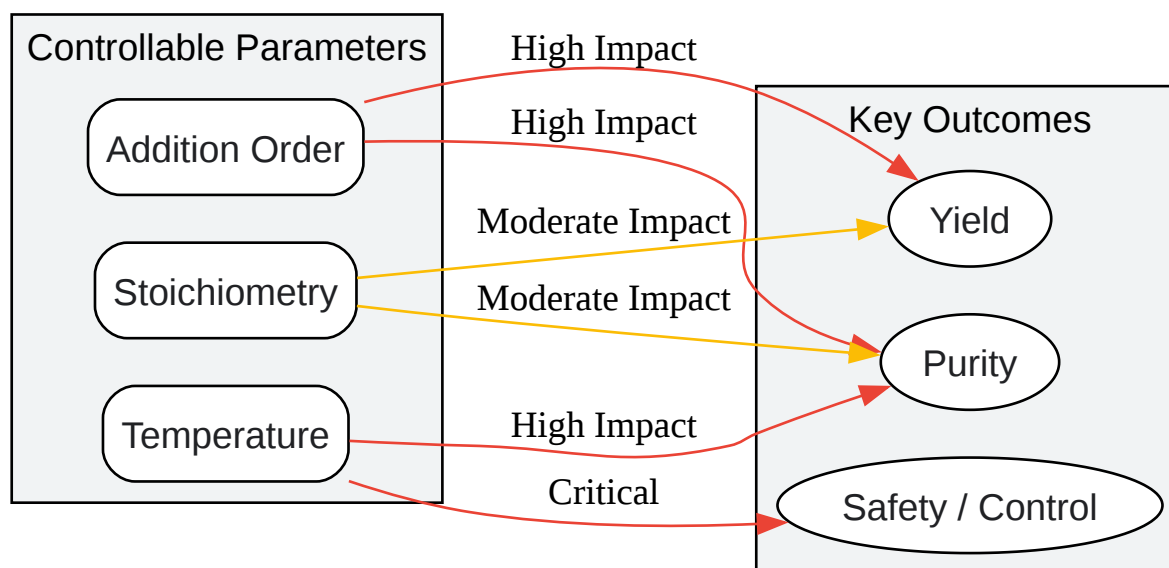 Controllable Parameters
Addition Order
Stoichiometry
Temperature
High Impact
High Impact
Moderate Impact
Moderate Impact
High Impact
Critical
Key Outcomes
Yield
Purity
Safety / Control